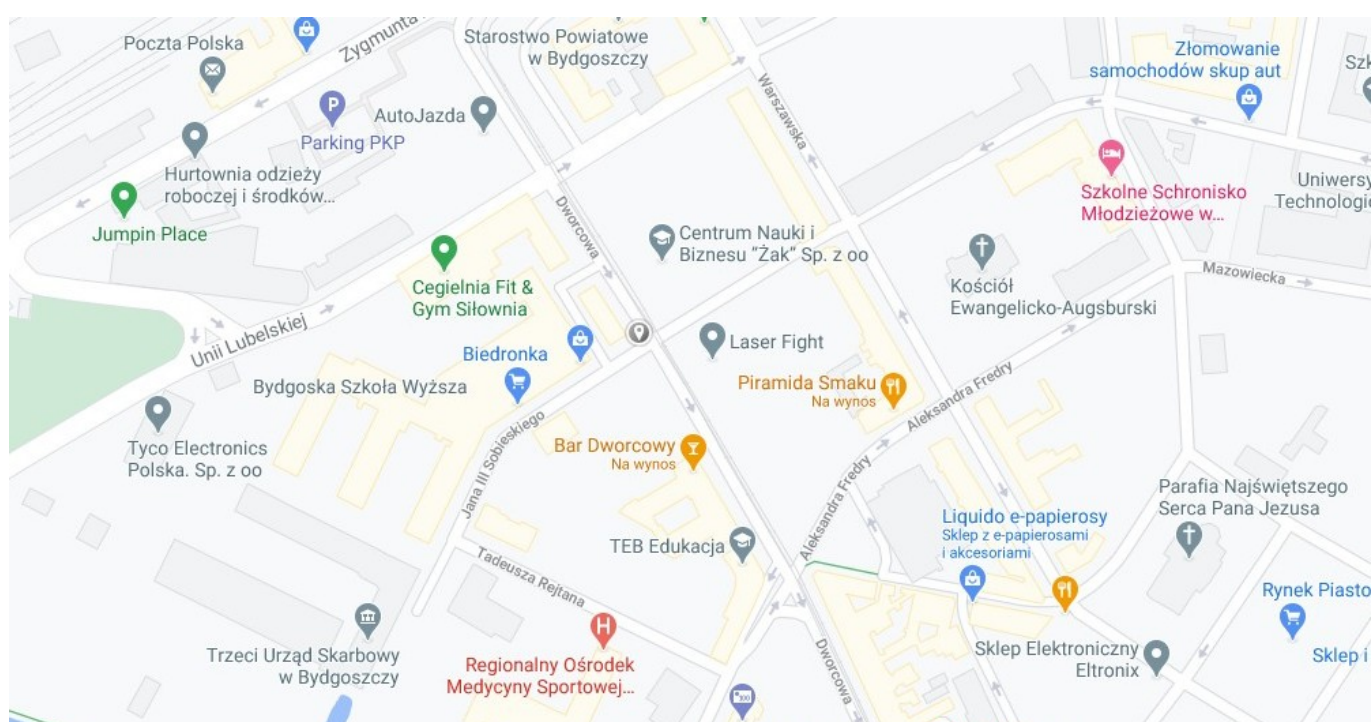 Zygmunta
Poczta Polska
Starostwo Powiatowe
w Bydgoszczy
Złomowanie
samochodów skup aut
Szk
P
Parking PKP
AutoJazda
Warszawska
Hurtownia odzieży
roboczej i środków...
Jumpin Place
Dworcowa
Centrum Nauki i
Biznesu "Żak" Sp. z oo
Szkolne Schronisko
Młodzieżowe w...
Uniwersy
Technologic
Cegielnia Fit &
Gym Siłownia
Kościół
Ewangelicko-Augsburski
Mazowiecka
Unii Lubelskiej
Biedronka
Laser Fight
Bydgoska Szkoła Wyższa
Piramida Smaku
Na wynos
Aleksandra Fredry
Tyco Electronics
Polska. Sp. z oo
Jana III Sobieskiego
Bar Dworcowy
Na wynos
Aleksandra Fredry
Parafia Najświętszego
Serca Pana Jezusa
Liquido e-papierosy
Sklep z e-papierosami
i akcesoriami
TEB Edukacja
Tadeusza Rejtana
Rynek Piasto
H
Trzeci Urząd Skarbowy
w Bydgoszczy
Regionalny Ośrodek
Medycyny Sportowej...
Dworcowa
Sklep Elektroniczny
Eltronix
Sklep i